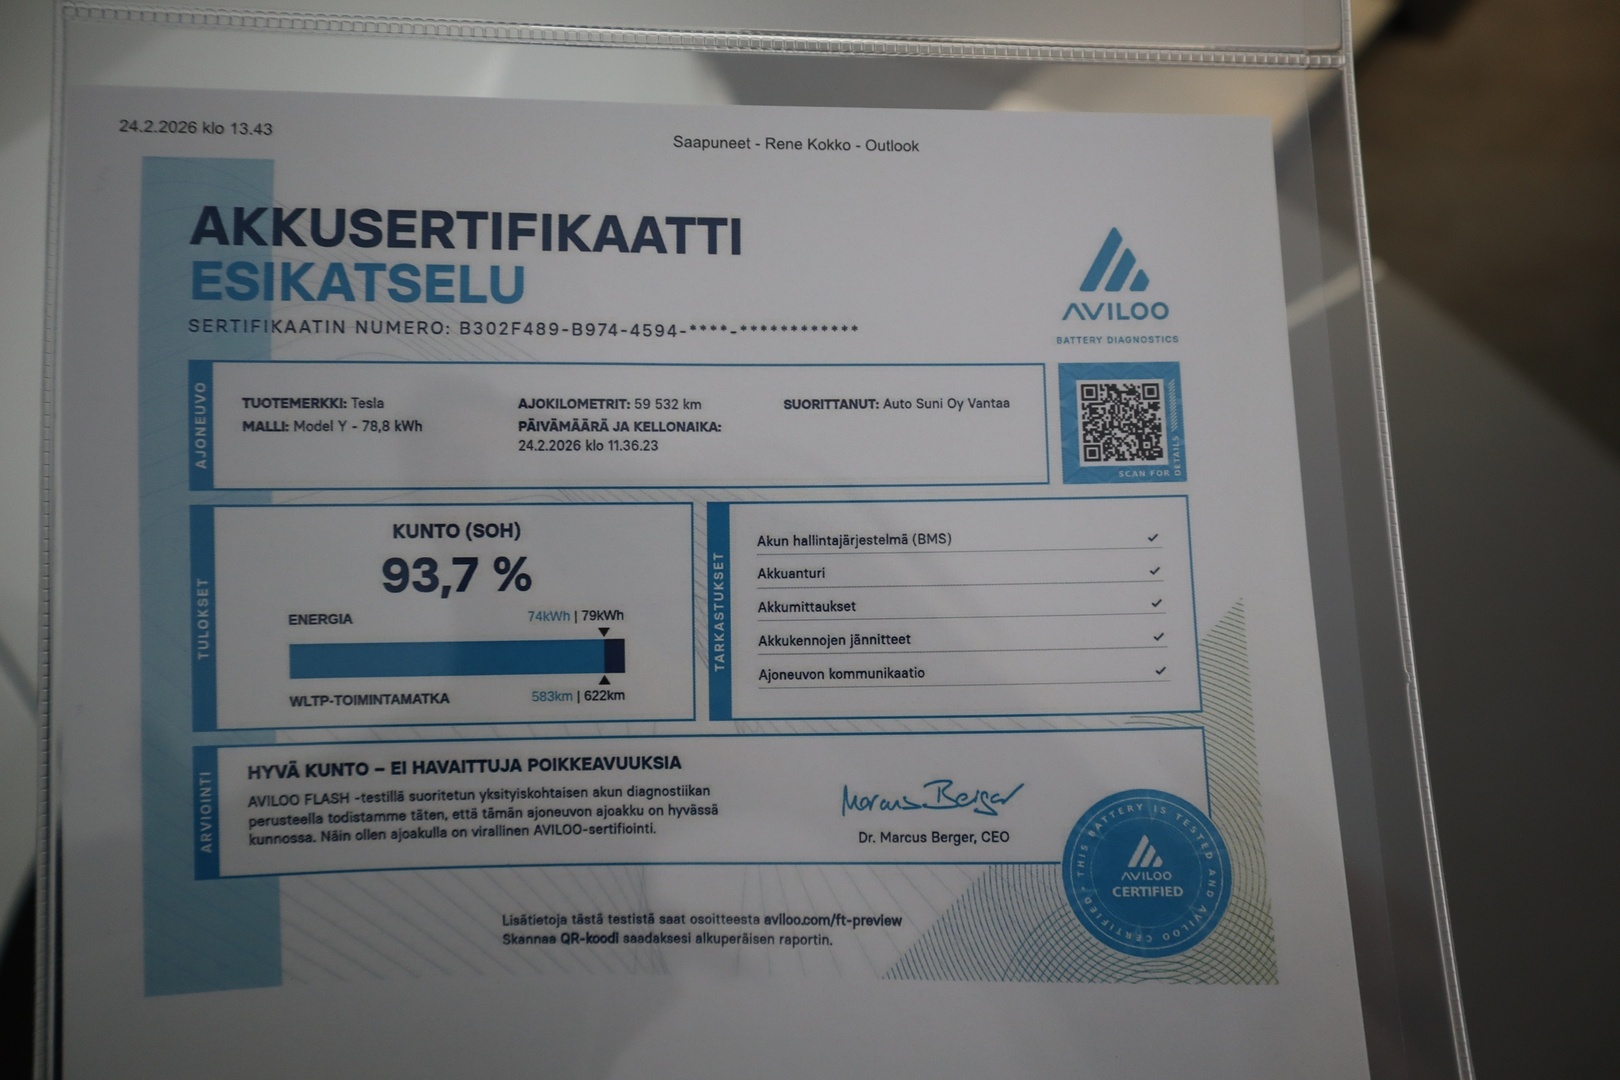 24.2.2026 klo 13.43
Saapuneet - Rene Kokko - Outlook
AKKUSERTIFIKAATTI
ESIKATSELU
SERTIFIKAATIN NUMERO: B302F489-B974-4594-****-************
AVILOO
BATTERY DIAGNOSTICS
AJONEUVO
TUOTEMERKKI: Tesla
MALLI: Model Y - 78,8 kWh
AJOKILOMETRIT: 59 532 km
PÄIVÄMÄÄRÄ JA KELLONAIKA:
24.2.2026 klo 11.36.23
SUORITTANUT: Auto Suni Oy Vantaa
SCAN FOR
DETAILS
TULOKSET
KUNTO (SOH)
93,7 %
ENERGIA 74kWh | 79kWh
WLTP-TOIMINTAMATKA 583km | 622km
TARKASTUKSET
Akun hallintajärjestelmä (BMS) ✓
Akkuanturi ✓
Akkumittaukset ✓
Akkukennojen jännitteet ✓
Ajoneuvon kommunikaatio ✓
ARVIOINTI
HYVÄ KUNTO – EI HAVAITTUJA POIKKEAVUUKSIA
AVILOO FLASH -testillä suoritetun yksityiskohtaisen akun diagnostiikan
perusteella todistamme täten, että tämän ajoneuvon ajoakku on hyvässä
kunnossa. Näin ollen ajoakulla on virallinen AVILOO-sertifiointi.
Marcus Berger
Dr. Marcus Berger, CEO
THIS BATTERY IS TESTED AND AVILOO CERTIFIED
AVILOO
CERTIFIED
Lisätietoja tästä testistä saat osoitteesta aviloo.com/ft-preview
Skannaa QR-koodi saadaksesi alkuperäisen raportin.